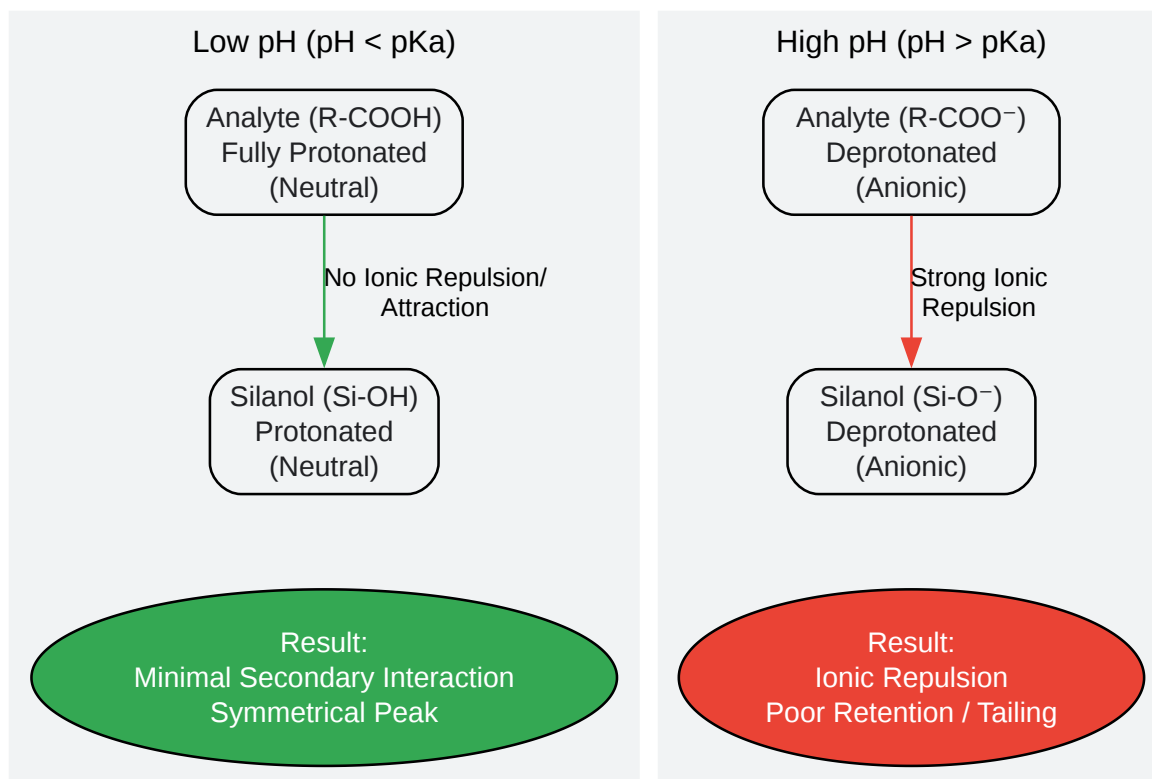 Low pH (pH < pKa)
Analyte (R-COOH)
Fully Protonated
(Neutral)
No Ionic Repulsion/
Attraction
Silanol (Si-OH)
Protonated
(Neutral)
Result:
Minimal Secondary Interaction
Symmetrical Peak
High pH (pH > pKa)
Analyte (R-COO⁻)
Deprotonated
(Anionic)
Strong Ionic
Repulsion
Silanol (Si-O⁻)
Deprotonated
(Anionic)
Result:
Ionic Repulsion
Poor Retention / Tailing